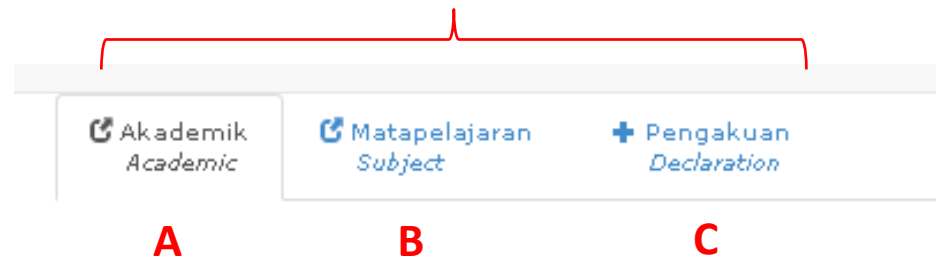 Akademik Matapelajaran Pengakuan
Academic Subject Declaration
A B C